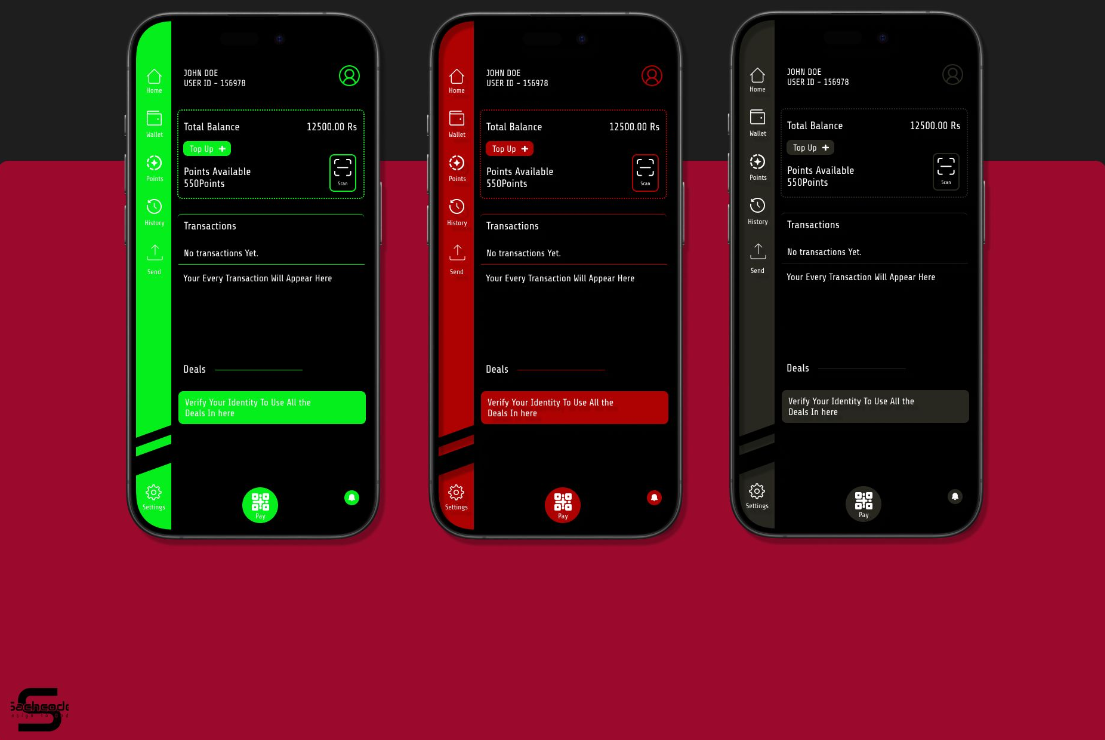 JOHN DOE
USER ID - 156978
Home
Total Balance
12500.00 Rs
Wallet
Top Up +
Points
Points Available
550Points
Scan
History
Transactions
No transactions Yet.
Send
Your Every Transaction Will Appear Here
Deals
Verify Your Identity To Use All the
Deals In here
Settings
Pay
JOHN DOE
USER ID - 156978
Home
Total Balance
12500.00 Rs
Wallet
Top Up +
Points
Points Available
550Points
Scan
History
Transactions
No transactions Yet.
Send
Your Every Transaction Will Appear Here
Deals
Verify Your Identity To Use All the
Deals In here
Settings
Pay
JOHN DOE
USER ID - 156978
Home
Total Balance
12500.00 Rs
Wallet
Top Up +
Points
Points Available
550Points
Scan
History
Transactions
No transactions Yet.
Send
Your Every Transaction Will Appear Here
Deals
Verify Your Identity To Use All the
Deals In here
Settings
Pay